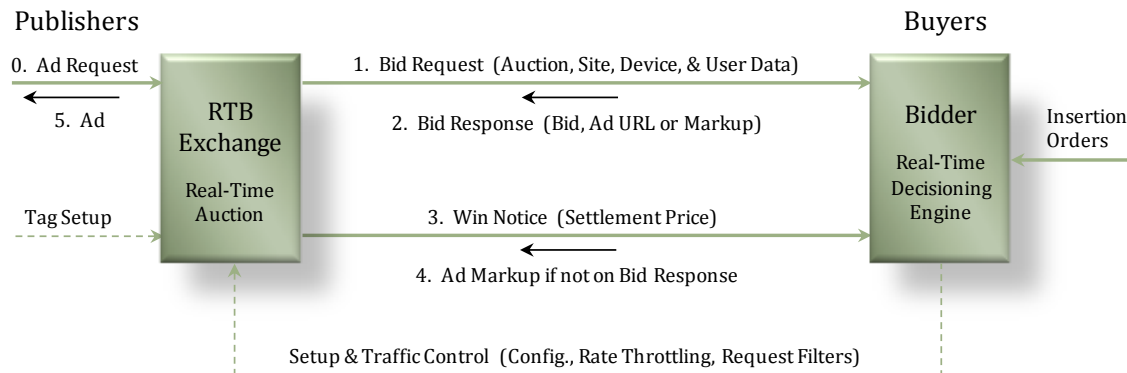 Publishers
Buyers
0. Ad Request
5. Ad
RTB
Exchange
Real-Time
Auction
Tag Setup
1. Bid Request (Auction, Site, Device, & User Data)
2. Bid Response (Bid, Ad URL or Markup)
3. Win Notice (Settlement Price)
4. Ad Markup if not on Bid Response
Bidder
Real-Time
Decisioning
Engine
Insertion
Orders
Setup & Traffic Control (Config., Rate Throttling, Request Filters)